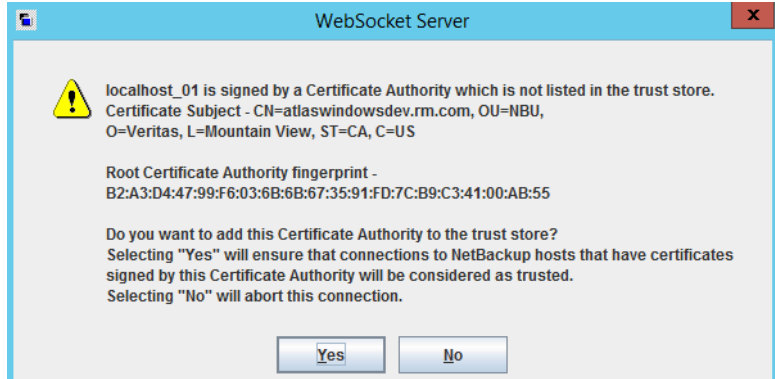 WebSocket Server
x
localhost_01 is signed by a Certificate Authority which is not listed in the trust store.
Certificate Subject - CN=atlaswindowsdev.rm.com, OU=NBU,
O=Veritas, L=Mountain View, ST=CA, C=US
Root Certificate Authority fingerprint -
B2:A3:D4:47:99:F6:03:6B:6B:67:35:91:FD:7C:B9:C3:41:00:AB:55
Do you want to add this Certificate Authority to the trust store?
Selecting "Yes" will ensure that connections to NetBackup hosts that have certificates
signed by this Certificate Authority will be considered as trusted.
Selecting "No" will abort this connection.
Yes No